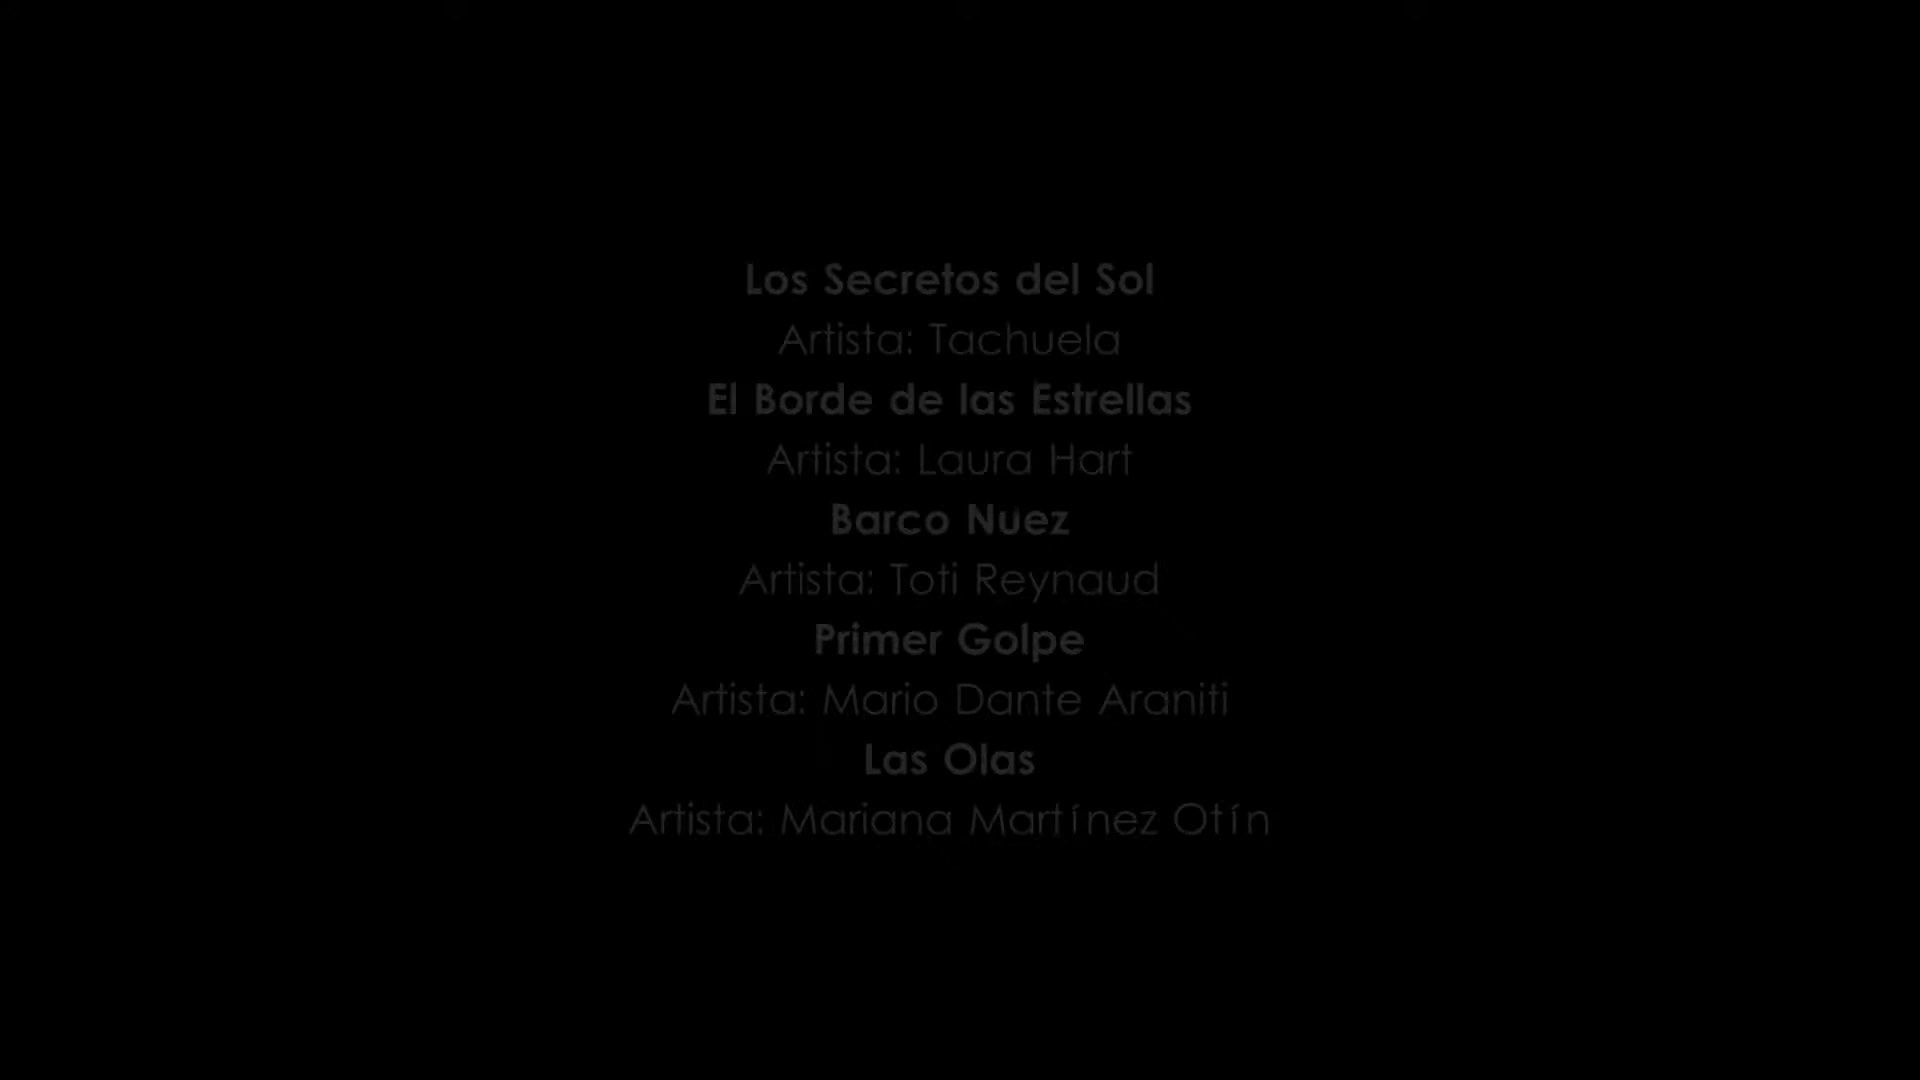 Los Secretos del Sol
Artista: Tachuela
El Borde de las Estrellas
Artista: Laura Hart
Barco Nuez
Artista: Toti Reynaud
Primer Golpe
Artista: Mario Dante Araniti
Las Olas
Artista: Mariana Martínez Otín